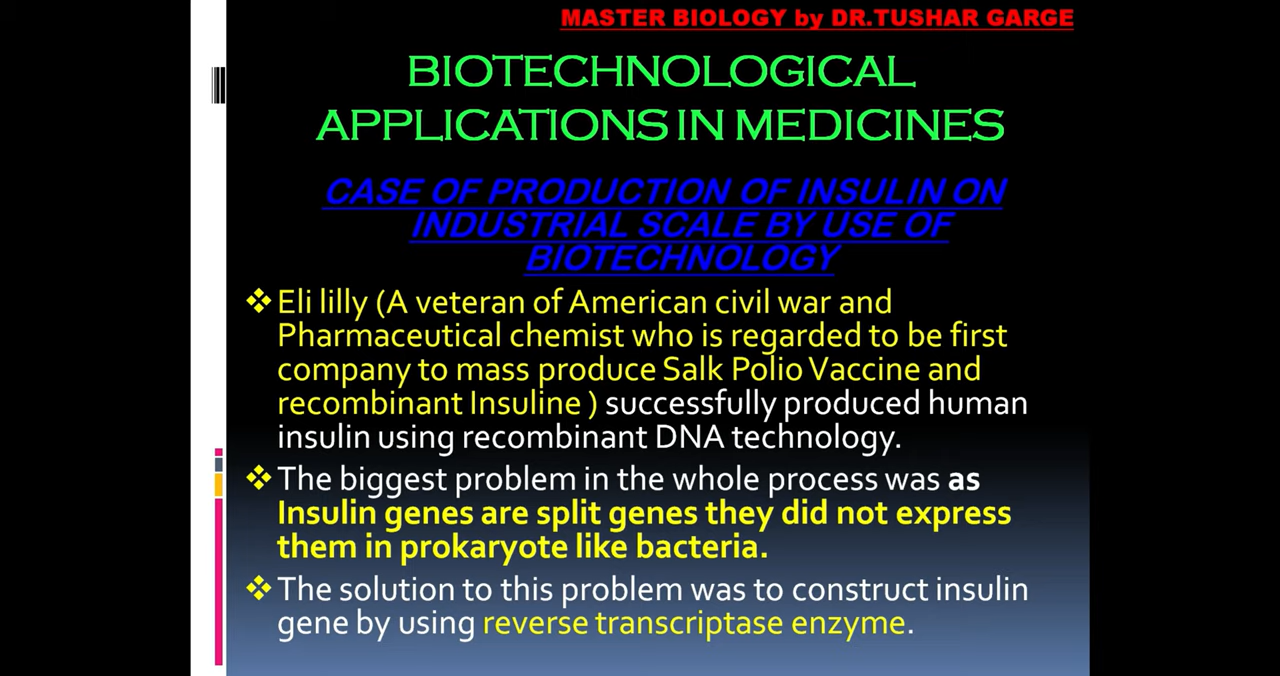 MASTER BIOLOGY by DR.TUSHAR GARGE
BIOTECHNOLOGICAL
APPLICATIONS IN MEDICINES
CASE OF PRODUCTION OF INSULIN ON
INDUSTRIAL SCALE BY USE OF
BIOTECHNOLOGY
❖ Eli lilly (A veteran of American civil war and
Pharmaceutical chemist who is regarded to be first
company to mass produce Salk Polio Vaccine and
recombinant Insuline ) successfully produced human
insulin using recombinant DNA technology.
❖ The biggest problem in the whole process was as
Insulin genes are split genes they did not express
them in prokaryote like bacteria.
❖ The solution to this problem was to construct insulin
gene by using reverse transcriptase enzyme.